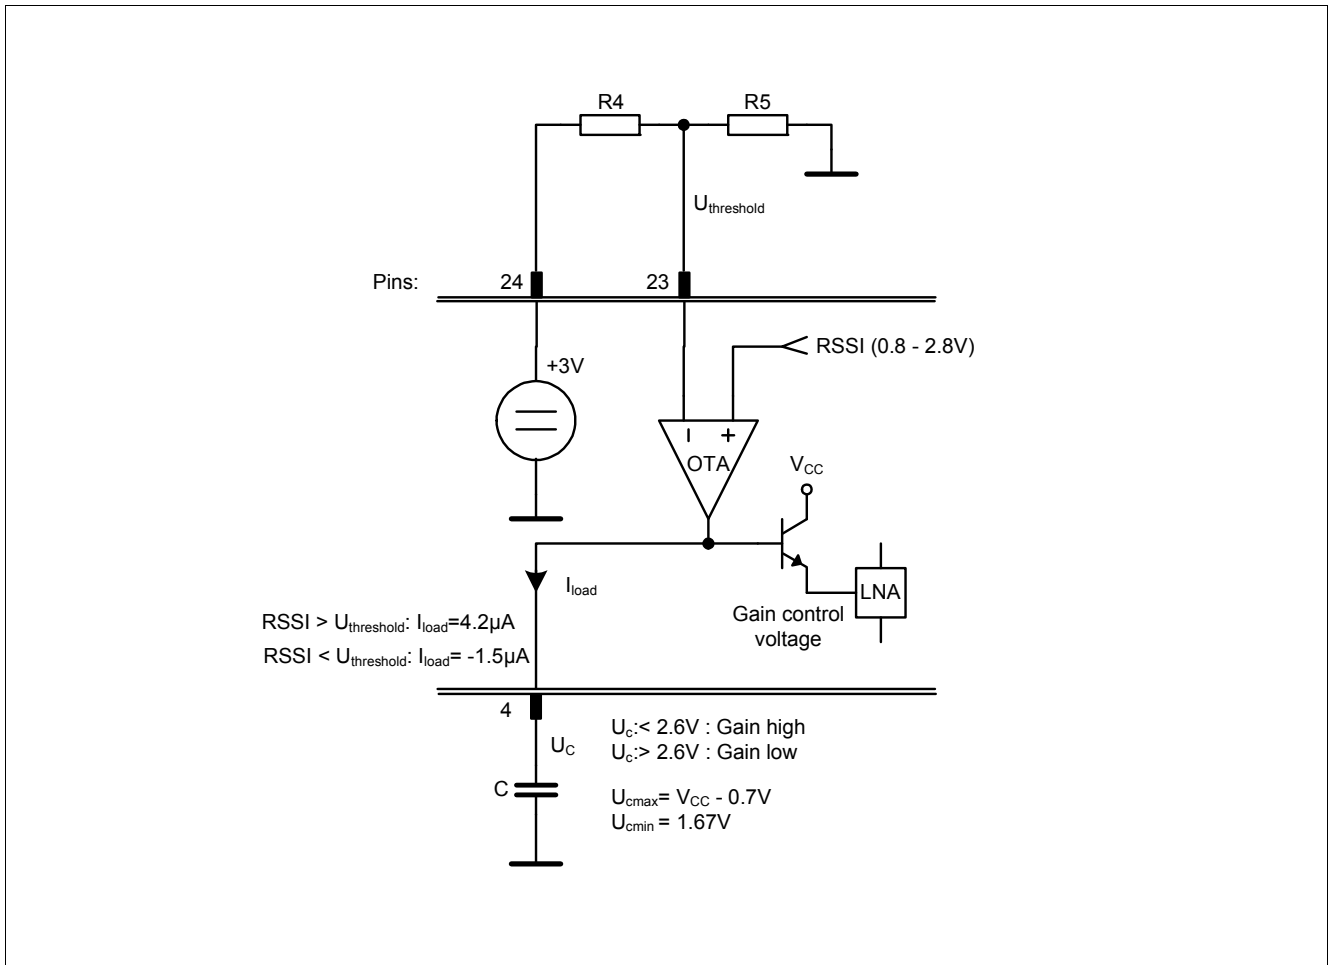 R4
R5
Uthreshold
Pins:
24
23
RSSI (0.8 - 2.8V)
+3V
OTA
VCC
Iload
LNA
Gain control
voltage
RSSI > Uthreshold: Iload=4.2µA
RSSI < Uthreshold: Iload= -1.5µA
4
UC
Uc:< 2.6V : Gain high
Uc:> 2.6V : Gain low
C
Ucmax= VCC - 0.7V
Ucmin = 1.67V